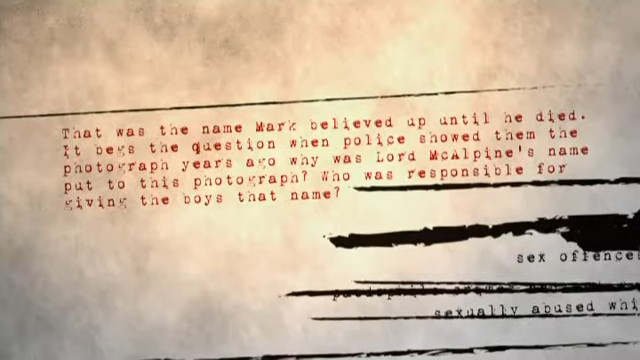 That was the name Mark believed up until he died.
It begs the question when police showed them the
photograph years ago why was Lord McAlpine's name
put to this photograph? Who was responsible for
giving the boys that name?
sex offences
sexually abused whi